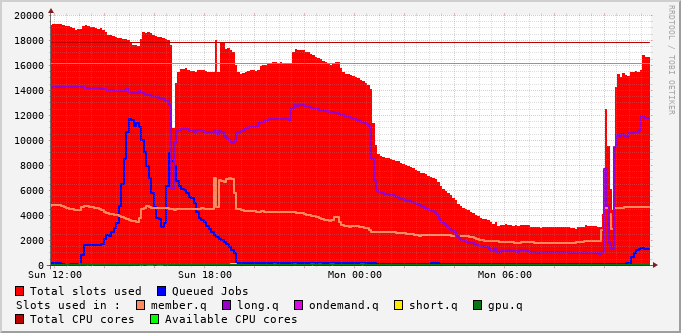 20000
18000
16000
14000
12000
10000
8000
6000
4000
2000
0
Sun 12:00 Sun 18:00 Mon 00:00 Mon 06:00
RRDTOOL / TOBI OETIKER
Total slots used Queued Jobs
Slots used in : member.q long.q ondemand.q short.q gpu.q
Total CPU cores Available CPU cores